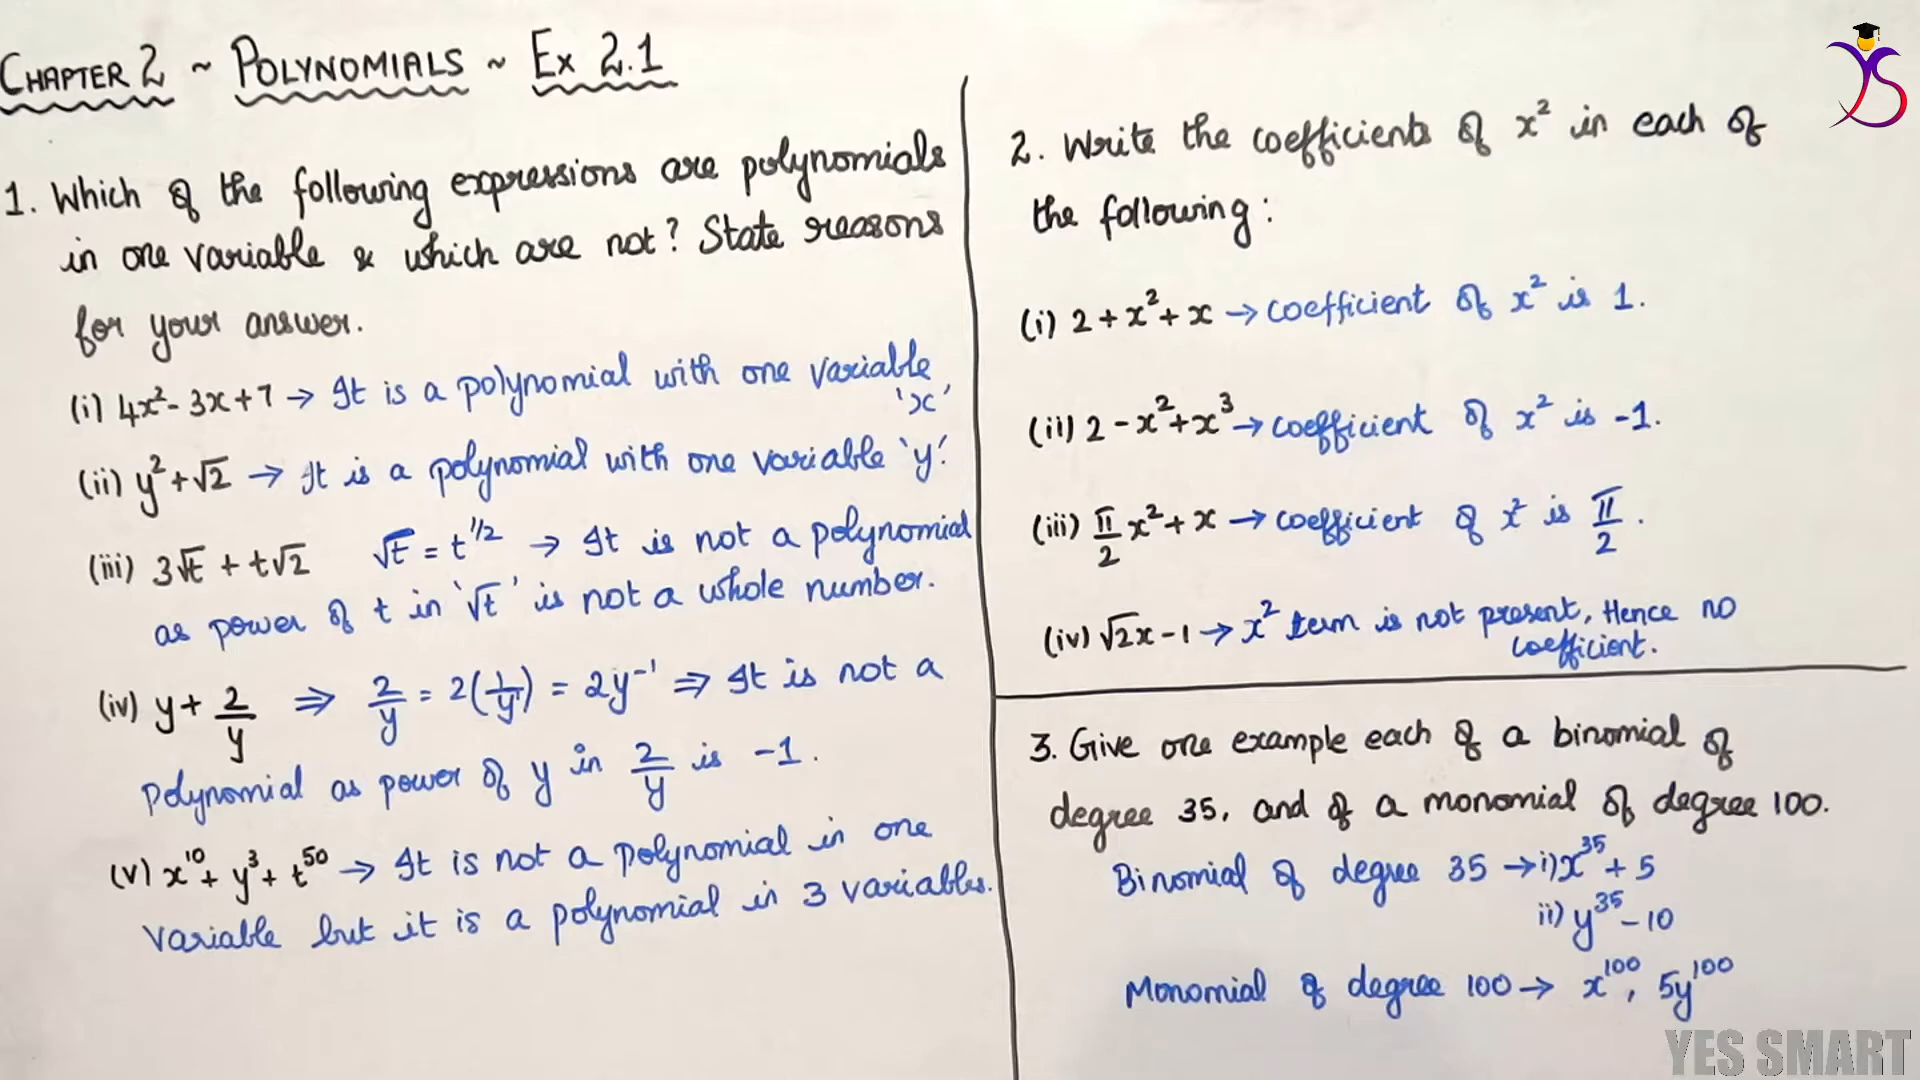 CHAPTER 2 ~ POLYNOMIALS ~ Ex 2.1
1. Which of the following expressions are polynomials
in one variable & which are not? State reasons
for your answer.
(i) 4x² - 3x + 7 → It is a polynomial with one variable
'x'
(ii) y² + √2 → It is a polynomial with one variable 'y'.
(iii) 3√t + t√2 √t = t^1/2 → It is not a polynomial
as power of t in '√t' is not a whole number.
(iv) y + 2/y ⇒ 2/y = 2(1/y) = 2y⁻¹ ⇒ It is not a
polynomial as power of y in 2/y is -1.
(v) x¹⁰ + y³ + t⁵⁰ → It is not a polynomial in one
variable but it is a polynomial in 3 variables.
2. Write the coefficients of x² in each of
the following:
(i) 2 + x² + x → coefficient of x² is 1.
(ii) 2 - x² + x³ → coefficient of x² is -1.
(iii) π/2 x² + x → coefficient of x² is π/2.
(iv) √2x - 1 → x² term is not present, Hence no
coefficient.
3. Give one example each of a binomial of
degree 35, and of a monomial of degree 100.
Binomial of degree 35 → i) x³⁵ + 5
ii) y³⁵ - 10
Monomial of degree 100 → x¹⁰⁰, 5y¹⁰⁰
YS
YES SMART